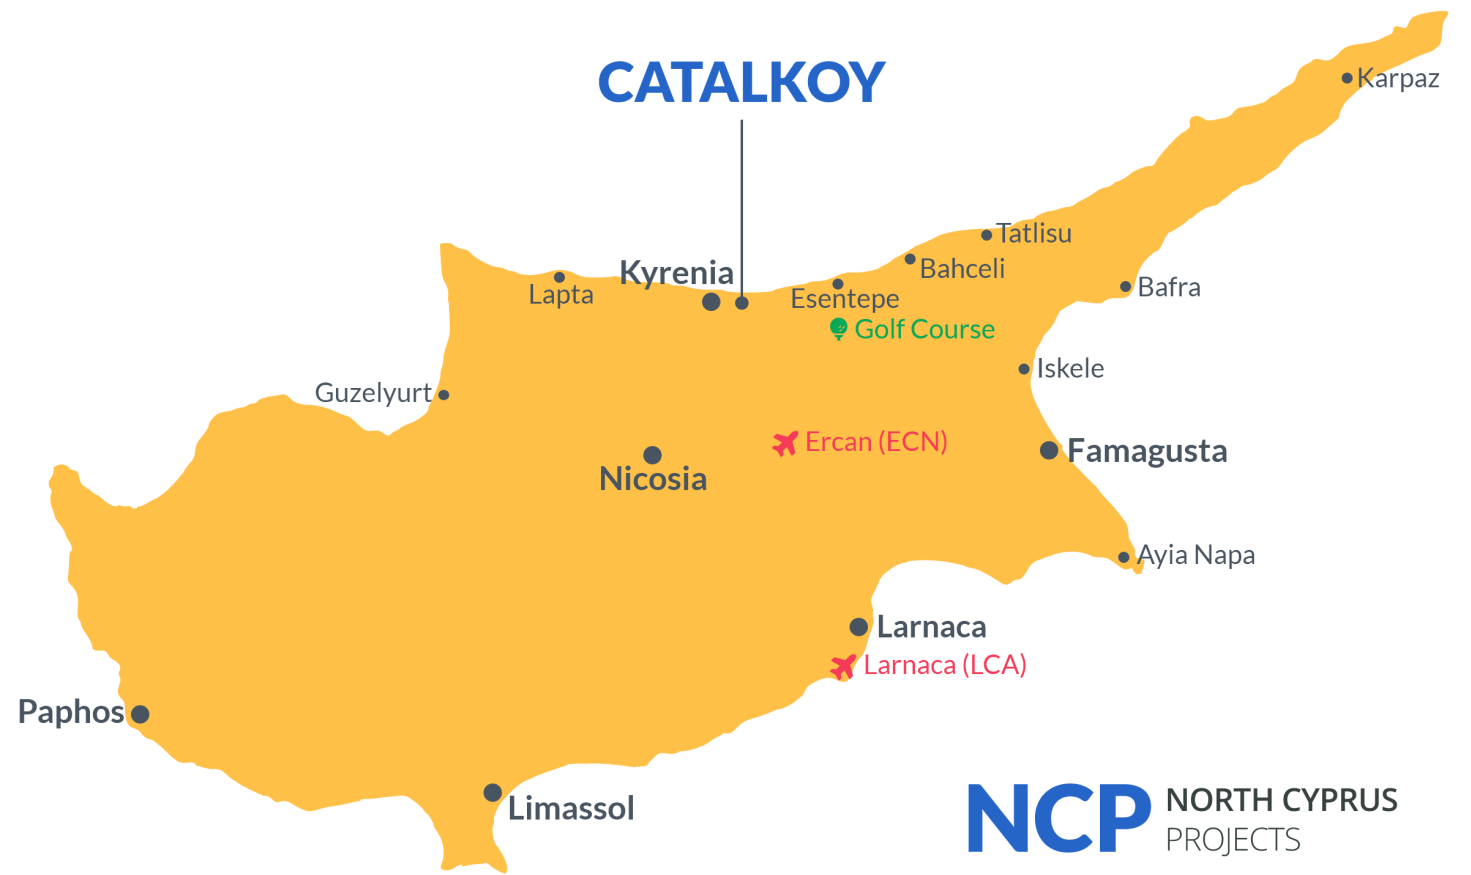 CATALKOY
Karpaz
Tatlisu
Bahceli
Kyrenia
Bafra
Lapta
Esentepe
Golf Course
Iskele
Guzelyurt
Ercan (ECN)
Famagusta
Nicosia
Ayia Napa
Larnaca
Larnaca (LCA)
Paphos
Limassol
NCP NORTH CYPRUS
PROJECTS